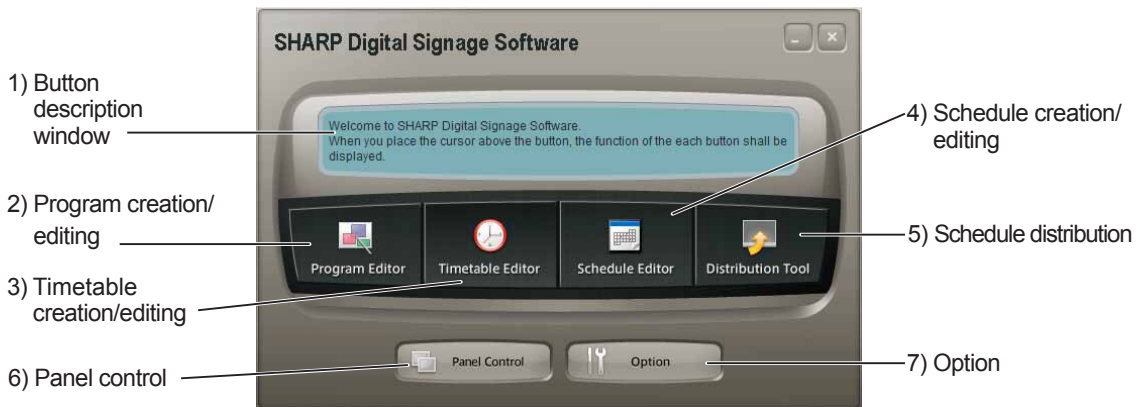 SHARP Digital Signage Software
1) Button
description
window
Welcome to SHARP Digital Signage Software.
When you place the cursor above the button, the function of the each button shall be
displayed.
4) Schedule creation/
editing
2) Program creation/
editing
5) Schedule distribution
Program Editor
Timetable Editor
Schedule Editor
Distribution Tool
3) Timetable
creation/editing
6) Panel control
Panel Control
Option
7) Option